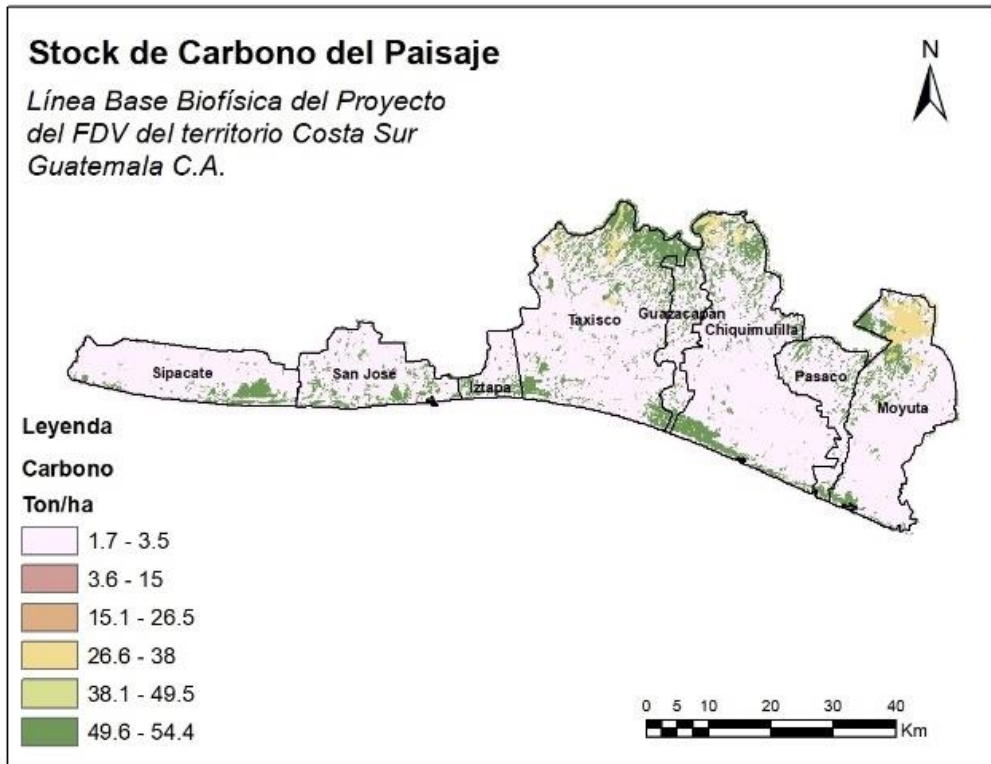 Stock de Carbono del Paisaje
Línea Base Biofísica del Proyecto
del FDV del territorio Costa Sur
Guatemala C.A.
N
Taxisco
Guazacapán
Chiquimulilla
Sipacate
San José
Iztapa
Pasaco
Moyuta
Leyenda
Carbono
Ton/ha
1.7 - 3.5
3.6 - 15
15.1 - 26.5
26.6 - 38
38.1 - 49.5
49.6 - 54.4
0 5 10 20 30 40
Km